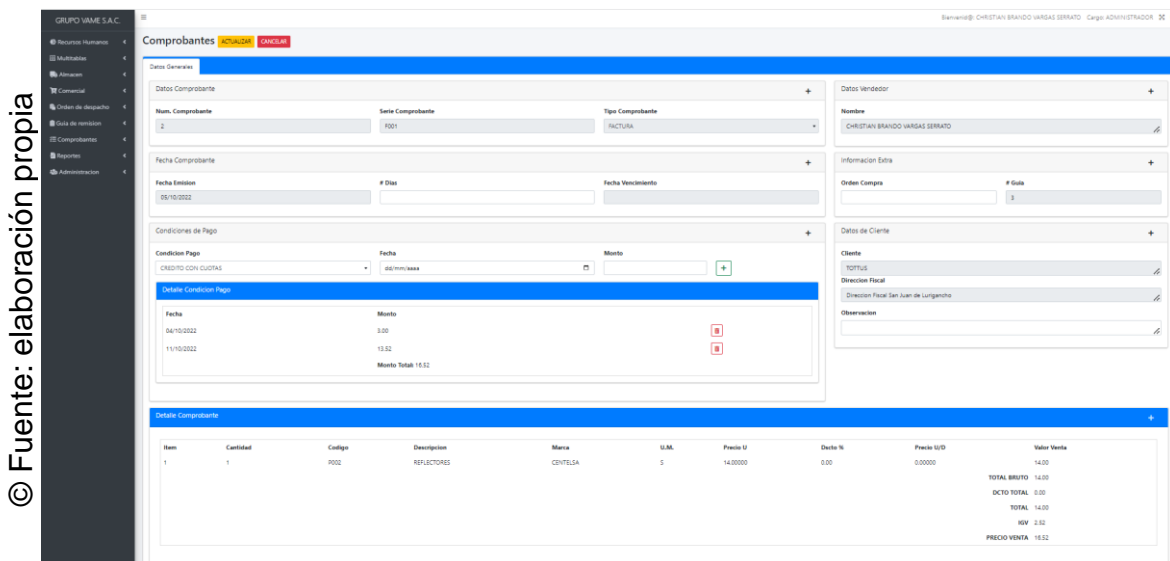 GRUPO VAME S.A.C.
Bienvenid@: CHRISTIAN BRANDO VARGAS SERRATO Cargo: ADMINISTRADOR
Recursos Humanos
Multitablas
Almacen
Comercial
Orden de despacho
Guia de remision
Comprobantes
Reportes
Administracion
© Fuente: elaboración propia
Comprobantes ACTUALIZAR CANCELAR
Datos Generales
Datos Comprobante
Num. Comprobante Serie Comprobante Tipo Comprobante
2 F001 FACTURA
Datos Vendedor
Nombre
CHRISTIAN BRANDO VARGAS SERRATO
Fecha Comprobante
Fecha Emision # Dias Fecha Vencimiento
05/10/2022
Informacion Extra
Orden Compra # Guia
3
Condiciones de Pago
Condicion Pago Fecha Monto
CREDITO CON CUOTAS dd/mm/aaaa
Detalle Condicion Pago
Fecha Monto
04/10/2022 3.00
11/10/2022 13.52
Monto Total: 16.52
Datos de Cliente
Cliente
TOTTUS
Direccion Fiscal
Direccion Fiscal San Juan de Lurigancho
Observacion
Detalle Comprobante
Item Cantidad Codigo Descripcion Marca U.M. Precio U Dscto % Precio U/D Valor Venta
1 1 P002 REFLECTORES CENTELSA S 14.00000 0.00 0.00000 14.00
TOTAL BRUTO 14.00
DCTO TOTAL 0.00
TOTAL 14.00
IGV 2.52
PRECIO VENTA 16.52